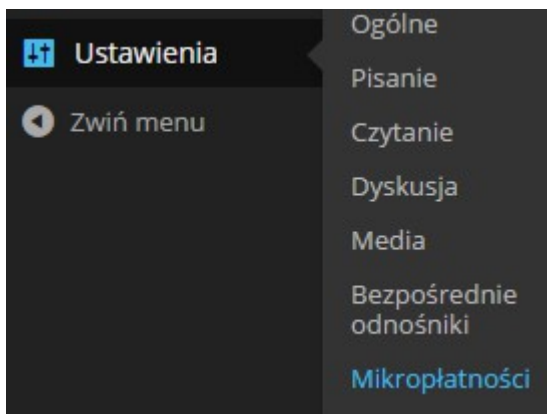 Ustawienia
Zwiń menu
Ogólne
Pisanie
Czytanie
Dyskusja
Media
Bezpośrednie
odnośniki
Mikropłatności